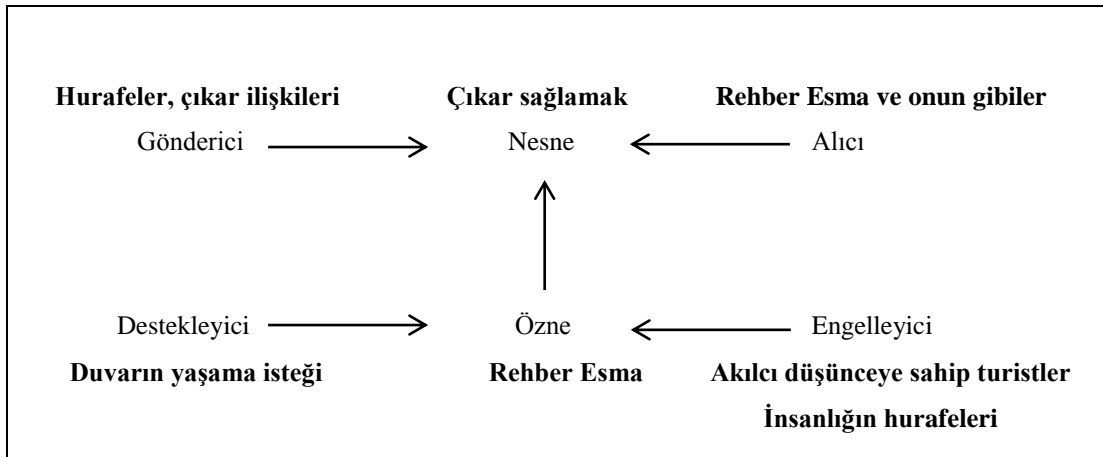 Hurafeler, çıkar ilişkileri Çıkar sağlamak Rehber Esma ve onun gibiler
Gönderici Nesne Alıcı
Destekleyici Özne Engelleyici
Duvarın yaşama isteği Rehber Esma Akılcı düşünceye sahip turistler
İnsanlığın hurafeleri